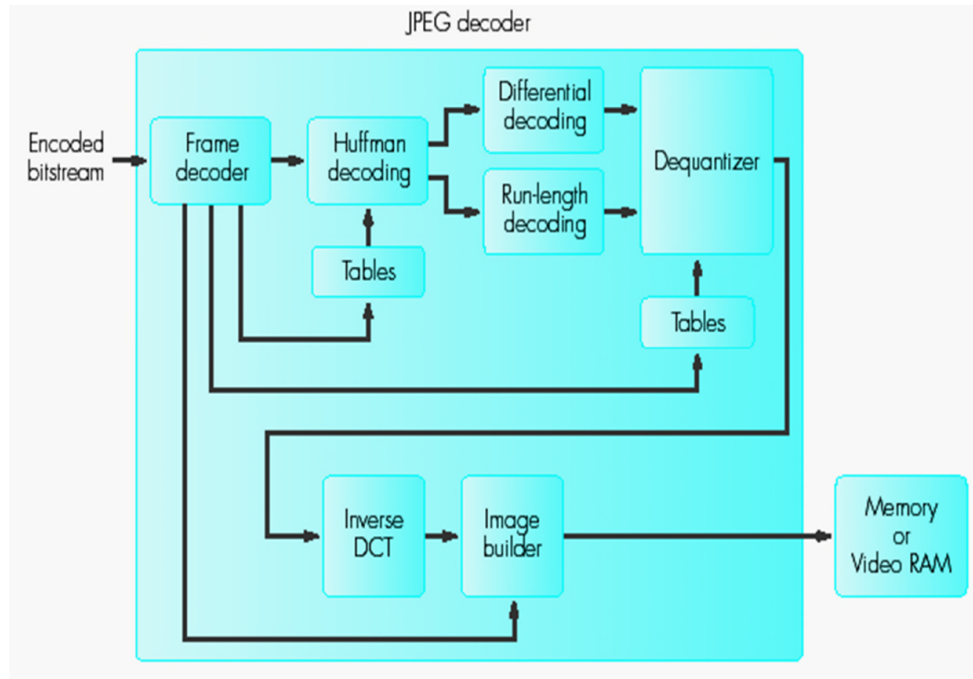 JPEG decoder
Encoded
bitstream
Frame
decoder
Huffman
decoding
Differential
decoding
Run-length
decoding
Dequantizer
Tables
Tables
Inverse
DCT
Image
builder
Memory
or
Video RAM